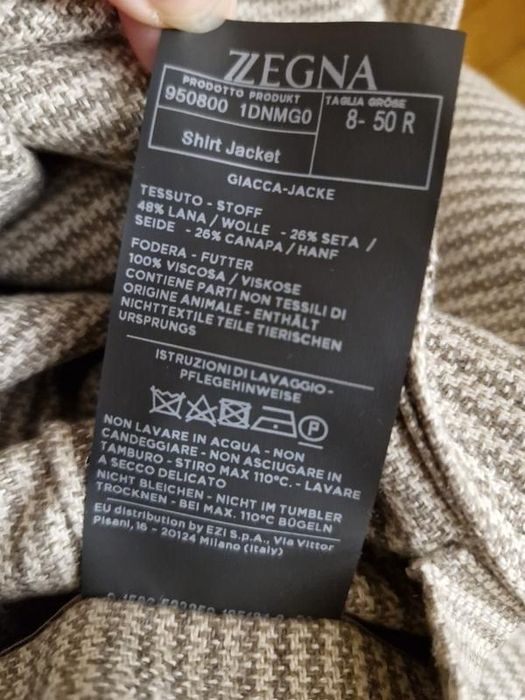 ZZEGNA
PRODOTTO PRODUKT
950800 1DNMG0
TAGLIA GRÖßE
8- 50 R
Shirt Jacket
GIACCA-JACKE
TESSUTO - STOFF
48% LANA / WOLLE - 26% SETA /
SEIDE - 26% CANAPA / HANF
FODERA - FUTTER
100% VISCOSA / VISKOSE
CONTIENE PARTI NON TESSILI DI
ORIGINE ANIMALE - ENTHÄLT
NICHTTEXTILE TEILE TIERISCHEN
URSPRUNGS
ISTRUZIONI DI LAVAGGIO -
PFLEGEHINWEISE
P
NON LAVARE IN ACQUA - NON
CANDEGGIARE - NON ASCIUGARE IN
TAMBURO - STIRO MAX 110°C. - LAVARE
A SECCO DELICATO
NICHT BLEICHEN - NICHT IM TUMBLER
TROCKNEN - BEI MAX. 110°C BÜGELN
EU distribution by EZI S.p.A., Via Vittor
Pisani, 16 - 20124 Milano (Italy)